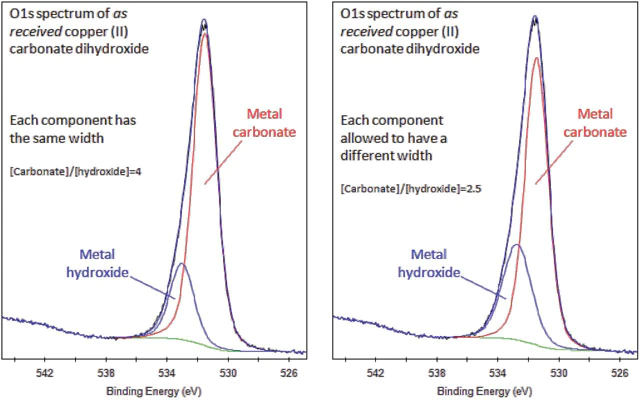 O1s spectrum of as
received copper (II)
carbonate dihydroxide
Each component has
the same width
[Carbonate]/[hydroxide]=4
Metal
carbonate
Metal
hydroxide
542
538
534
530
526
Binding Energy (eV)
O1s spectrum of as
received copper (II)
carbonate dihydroxide
Each component
allowed to have a
different width
[Carbonate]/[hydroxide]=2.5
Metal
carbonate
Metal
hydroxide
542
538
534
530
526
Binding Energy (eV)